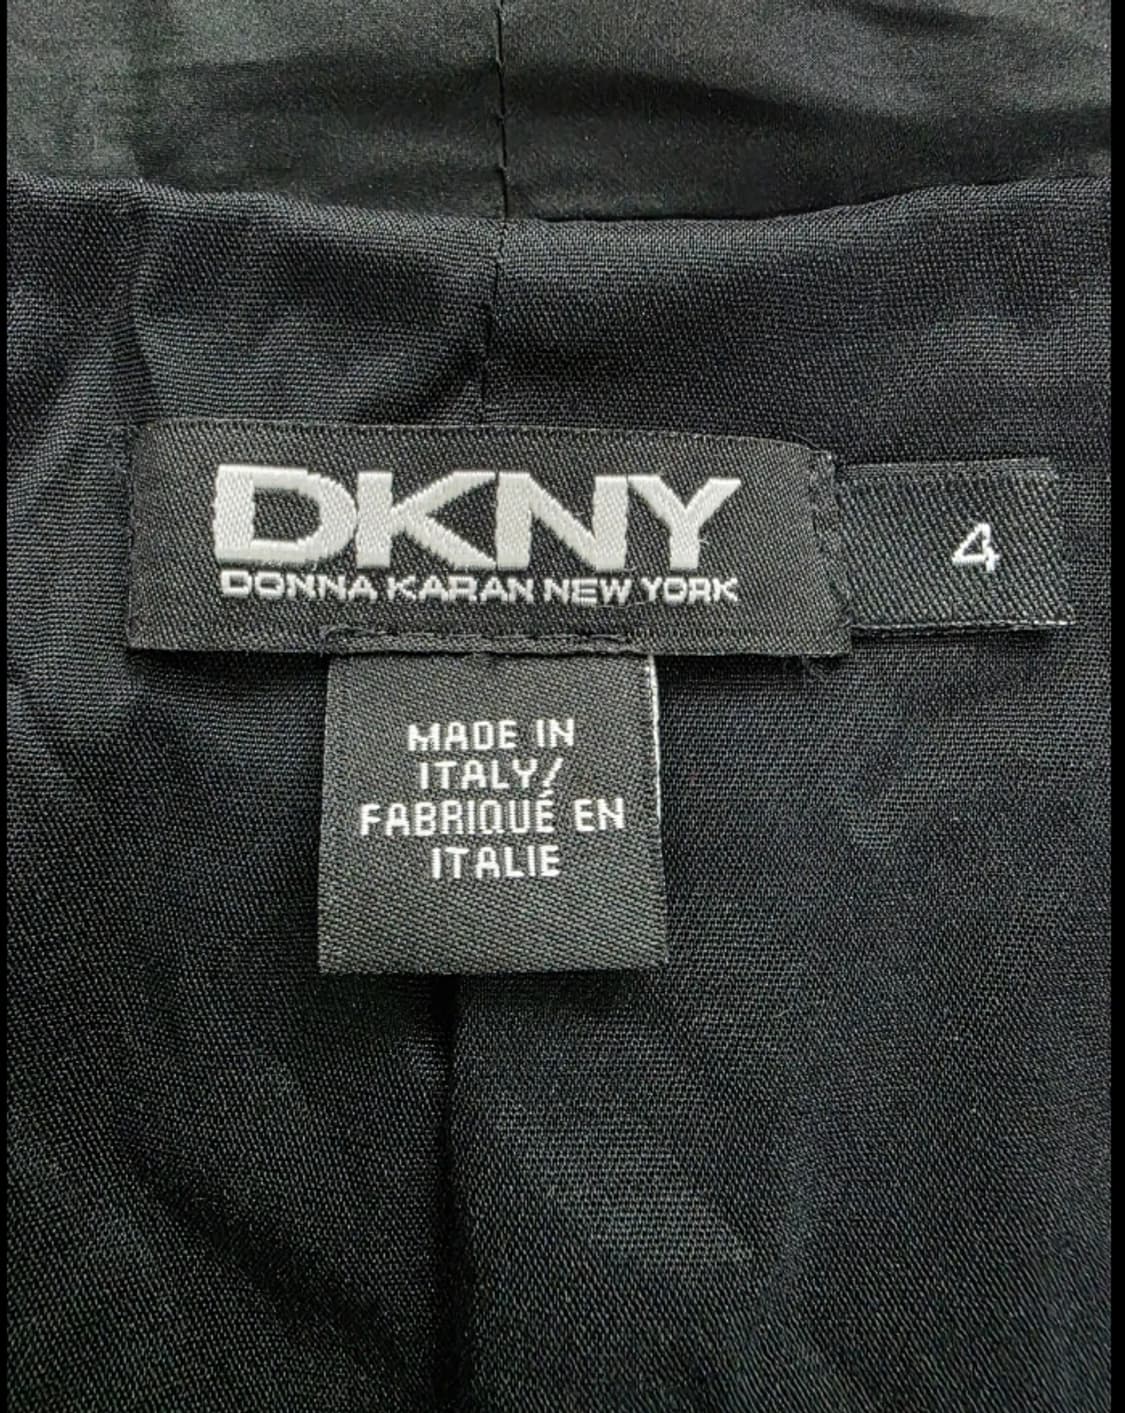 DKNY
DONNA KARAN NEW YORK
4
MADE IN
ITALY/
FABRIQUÉ EN
ITALIE